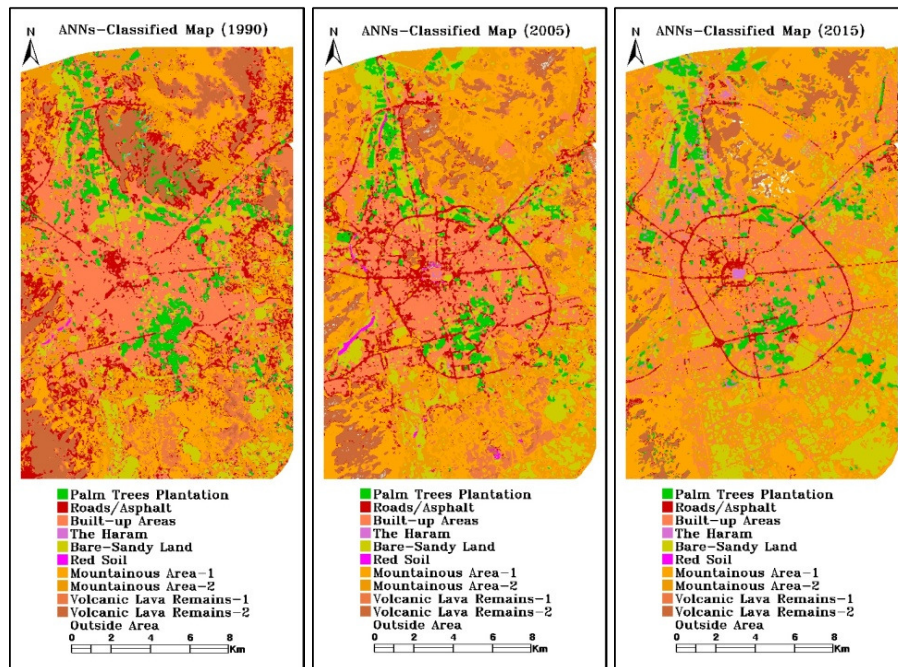 ANNs-Classified Map (1990)
N
Palm Trees Plantation
Roads/Asphalt
Built-up Areas
The Haram
Bare-Sandy Land
Red Soil
Mountainous Area-1
Mountainous Area-2
Volcanic Lava Remains-1
Volcanic Lava Remains-2
Outside Area
0 2 4 6 8
Km
ANNs-Classified Map (2005)
N
Palm Trees Plantation
Roads/Asphalt
Built-up Areas
The Haram
Bare-Sandy Land
Red Soil
Mountainous Area-1
Mountainous Area-2
Volcanic Lava Remains-1
Volcanic Lava Remains-2
Outside Area
0 2 4 6 8
Km
ANNs-Classified Map (2015)
N
Palm Trees Plantation
Roads/Asphalt
Built-up Areas
The Haram
Bare-Sandy Land
Red Soil
Mountainous Area-1
Mountainous Area-2
Volcanic Lava Remains-1
Volcanic Lava Remains-2
Outside Area
0 2 4 6 8
Km